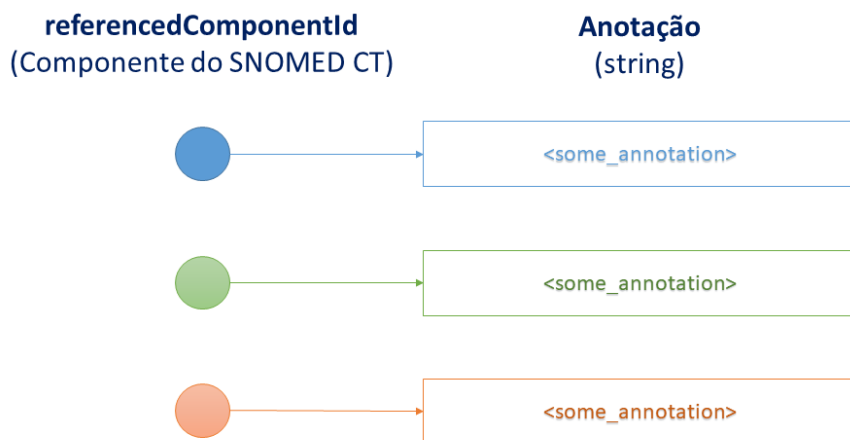 referencedComponentId
(Componente do SNOMED CT)
Anotação
(string)
<some_annotation>
<some_annotation>
<some_annotation>